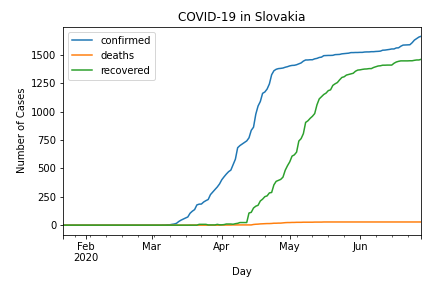 COVID-19 in Slovakia
confirmed
deaths
recovered
Number of Cases
1500
1250
1000
750
500
250
0
Feb Mar Apr May Jun
2020
Day